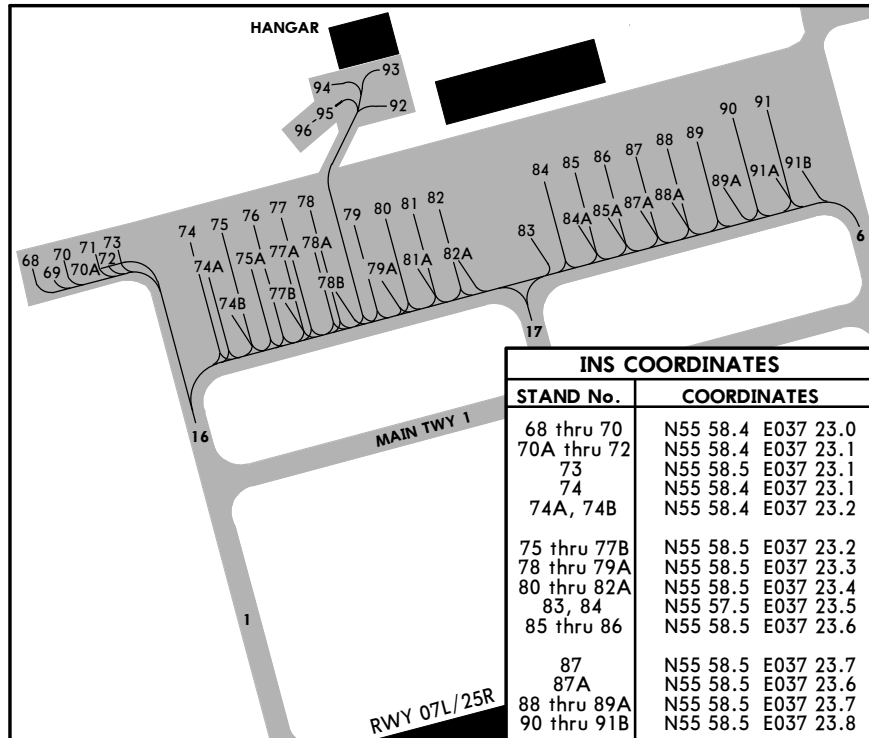 HANGAR
93
94
95
92
96
91
90
89
88
87
86
85
84
82
81
80
79
78
77
76
75
74
73
71
70
68
69
70A
72
74A
75A
77A
78A
74B
77B
78B
79A
81A
82A
83
84A
85A
87A
88A
89A
91A
91B
6
17
16
MAIN TWY 1
1
RWY 07L/25R
INS COORDINATES
STAND No. COORDINATES
68 thru 70 N55 58.4 E037 23.0
70A thru 72 N55 58.4 E037 23.1
73 N55 58.5 E037 23.1
74 N55 58.4 E037 23.1
74A, 74B N55 58.4 E037 23.2
75 thru 77B N55 58.5 E037 23.2
78 thru 79A N55 58.5 E037 23.3
80 thru 82A N55 58.5 E037 23.4
83, 84 N55 57.5 E037 23.5
85 thru 86 N55 58.5 E037 23.6
87 N55 58.5 E037 23.7
87A N55 58.5 E037 23.6
88 thru 89A N55 58.5 E037 23.7
90 thru 91B N55 58.5 E037 23.8